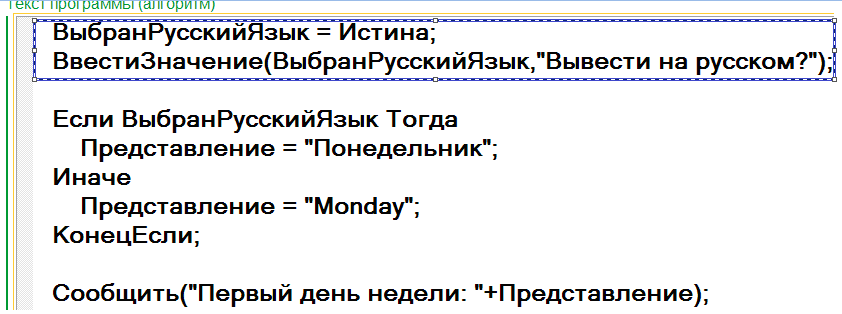 Текст программы (алгоритм)
ВыбранРусскийЯзык = Истина;
ВвестиЗначение(ВыбранРусскийЯзык,"Вывести на русском?");
Если ВыбранРусскийЯзык Тогда
Представление = "Понедельник";
Иначе
Представление = "Monday";
КонецЕсли;
Сообщить("Первый день недели: "+Представление);